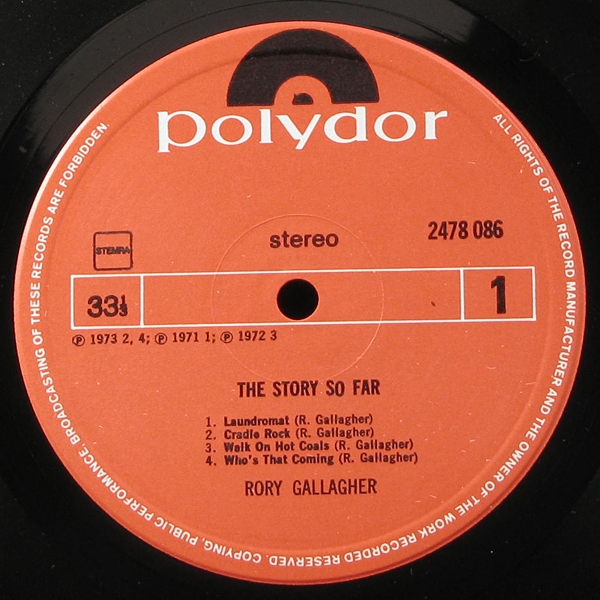 polydor
stereo
2478 086
STEMRA
33⅓
1
℗ 1973 2, 4; ℗ 1971 1; ℗ 1972 3
THE STORY SO FAR
1. Laundromat (R. Gallagher)
2. Cradle Rock (R. Gallagher)
3. Walk On Hot Coals (R. Gallagher)
4. Who's That Coming (R. Gallagher)
RORY GALLAGHER
ALL RIGHTS OF THE RECORD MANUFACTURER AND THE OWNER OF THE WORK RECORDED RESERVED. COPYING, PUBLIC PERFORMANCE, BROADCASTING OF THESE RECORDS ARE FORBIDDEN.